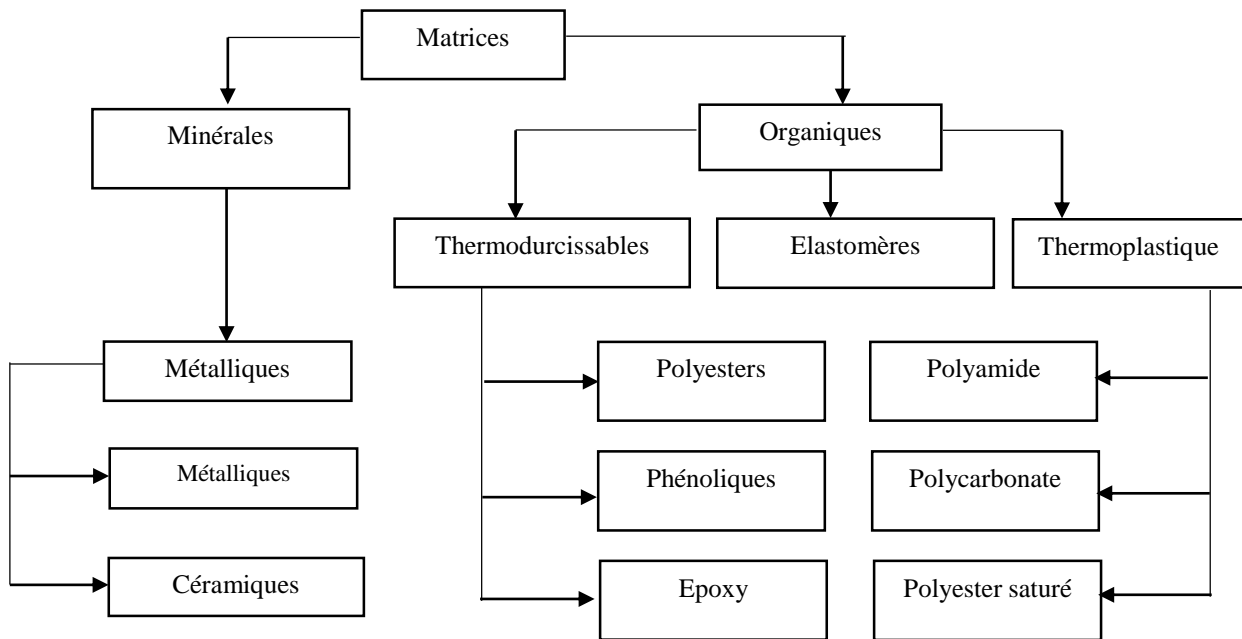 Matrices
Minérales
Organiques
Thermodurcissables
Elastomères
Thermoplastique
Métalliques
Polyesters
Polyamide
Métalliques
Phénoliques
Polycarbonate
Céramiques
Epoxy
Polyester saturé